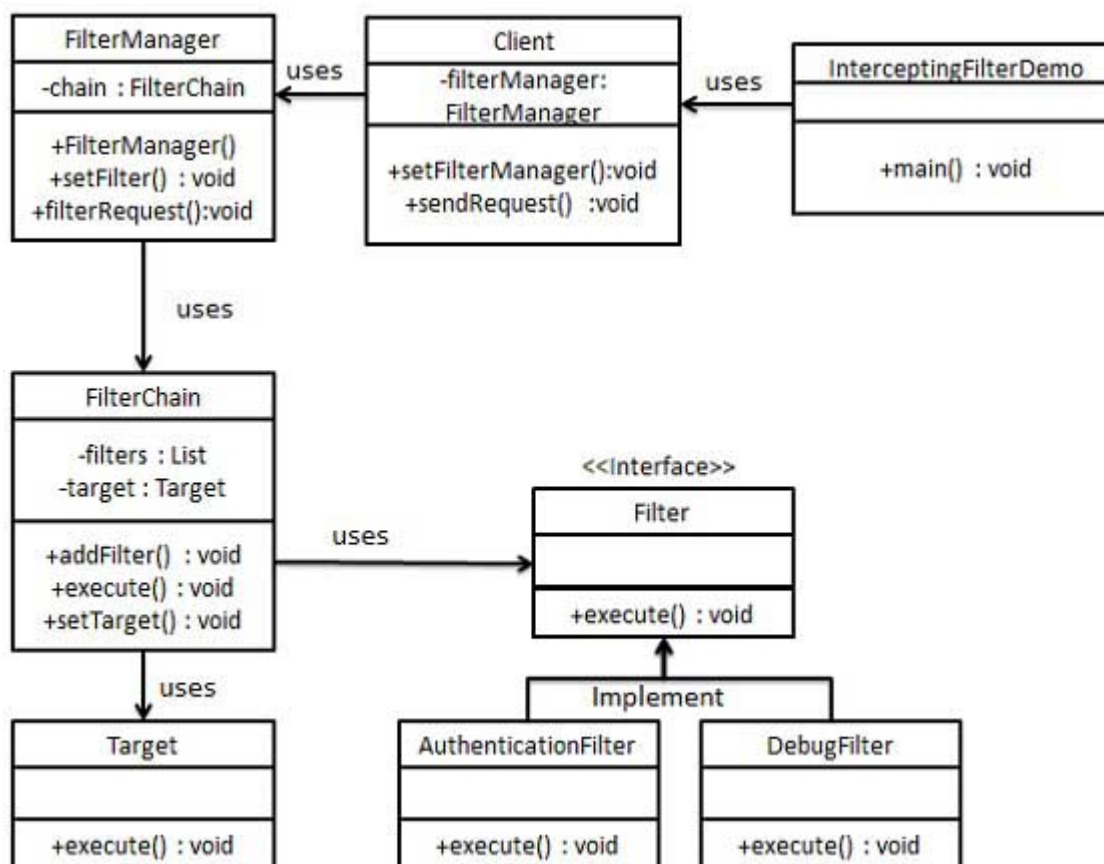 FilterManager
-chain : FilterChain
+FilterManager()
+setFilter() : void
+filterRequest():void
uses
Client
-filterManager:
FilterManager
+setFilterManager():void
+sendRequest() :void
uses
InterceptingFilterDemo
+main() : void
uses
FilterChain
-filters : List
-target : Target
+addFilter() : void
+execute() : void
+setTarget() : void
uses
<<Interface>>
Filter
+execute() : void
uses
Implement
Target
+execute() : void
AuthenticationFilter
+execute() : void
DebugFilter
+execute() : void